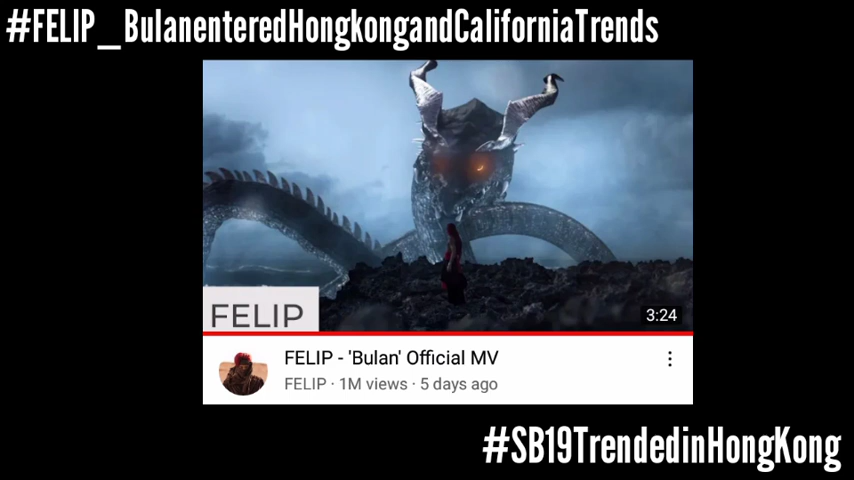 #FELIP_BulanenteredHongkongandCaliforniaTrends
FELIP
3:24
FELIP - 'Bulan' Official MV
FELIP · 1M views · 5 days ago
#SB19TrendedinHongKong